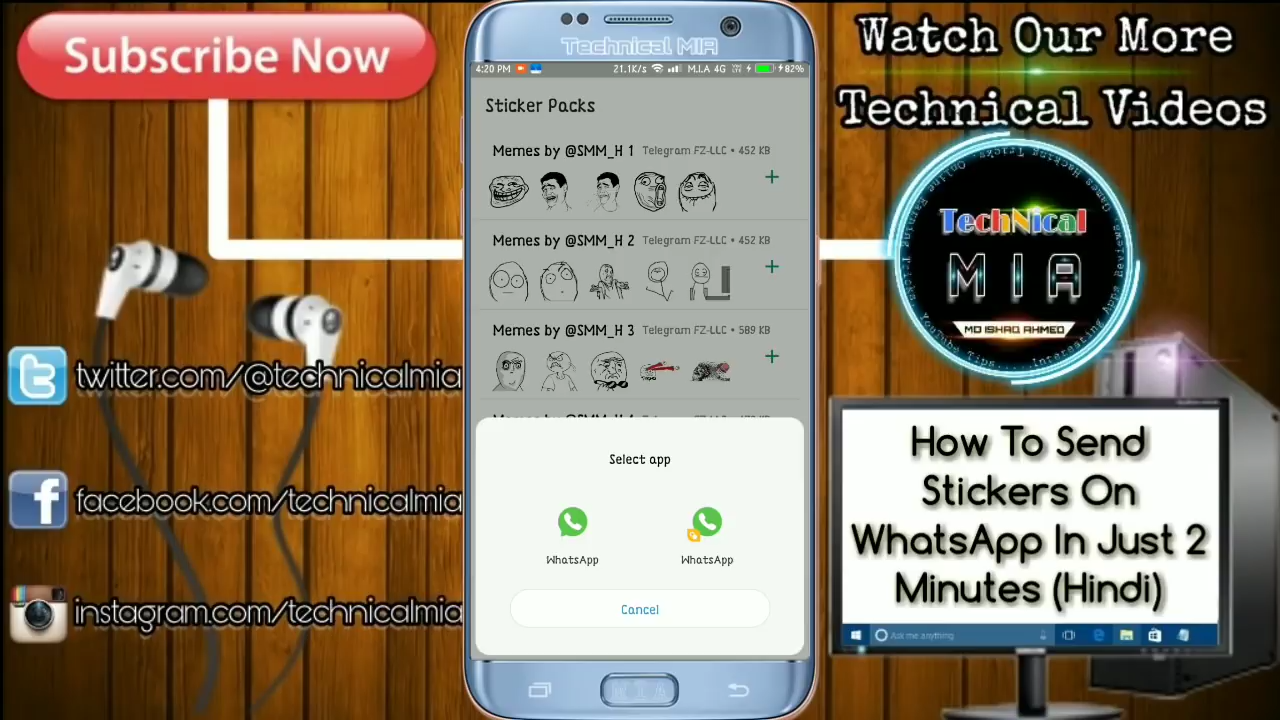 Subscribe Now
twitter.com/@technicalmia
facebook.com/technicalmia
instagram.com/technicalmia
Technical MIA
4:20 PM 21.1K/s M.I.A 4G 82%
Sticker Packs
Memes by @SMM_H 1 Telegram FZ-LLC • 452 KB
+
Memes by @SMM_H 2 Telegram FZ-LLC • 452 KB
+
Memes by @SMM_H 3 Telegram FZ-LLC • 589 KB
+
Select app
WhatsApp WhatsApp
Cancel
M.I.A
Watch Our More
Technical Videos
TechNical
MIA
MD ISHAQ AHMED
How To Send
Stickers On
WhatsApp In Just 2
Minutes (Hindi)
Ask me anything